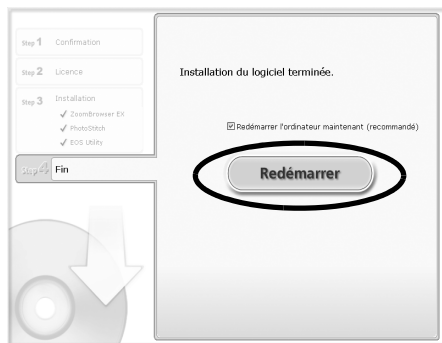 Step 1 Confirmation
Step 2 Licence
Step 3 Installation
ZoomBrowser EX
PhotoStitch
EOS Utility
Step 4 Fin
Installation du logiciel terminée.
Redémarrer l'ordinateur maintenant (recommandé)
Redémarrer